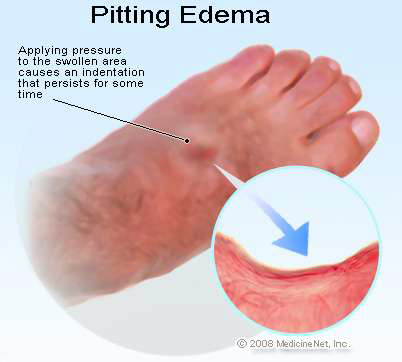 Pitting Edema
Applying pressure
to the swollen area
causes an indentation
that persists for some
time
© 2008 MedicineNet, Inc.